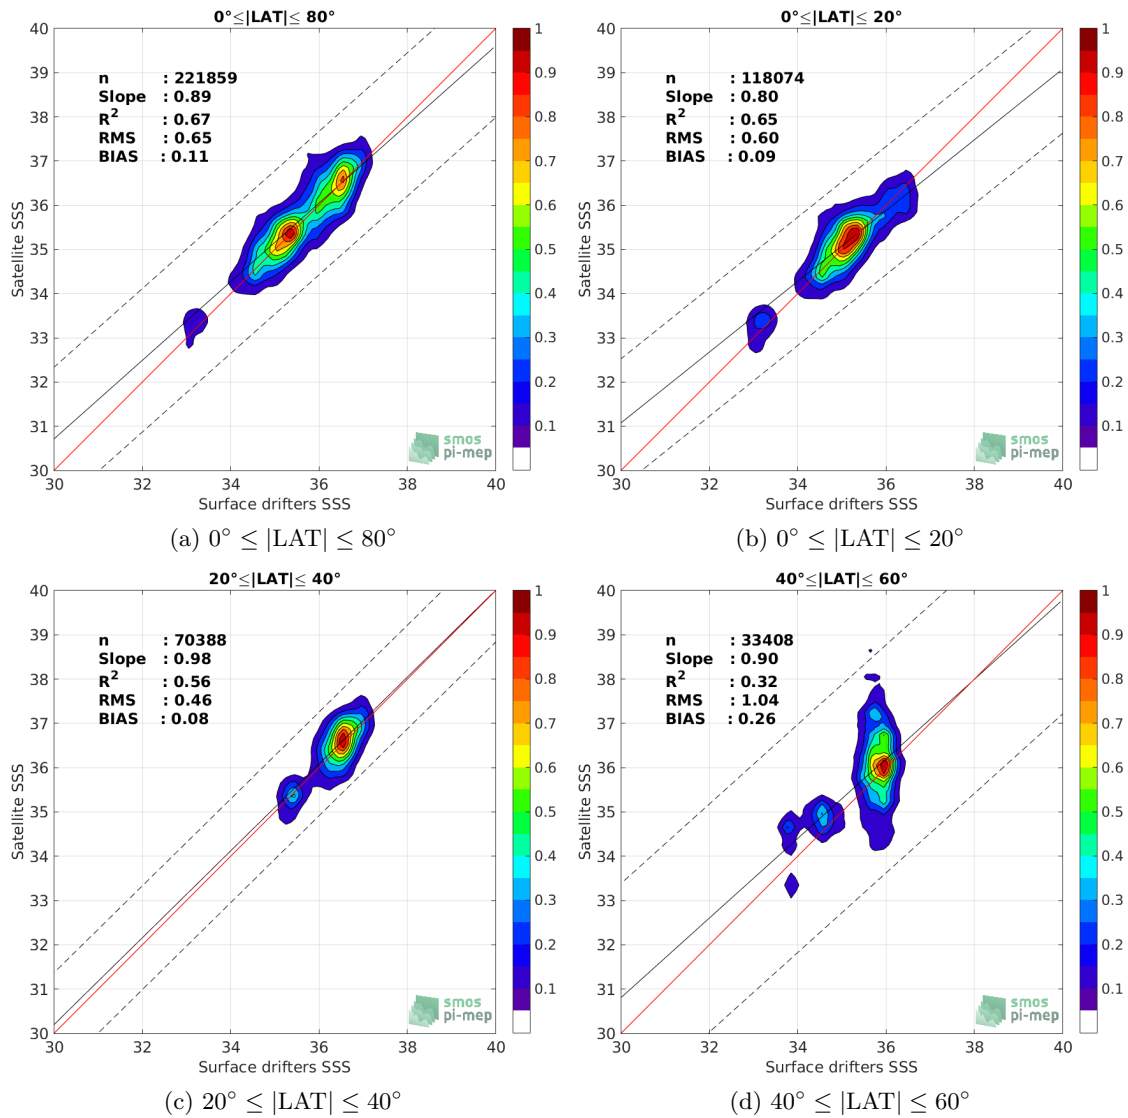 0°≤|LAT|≤ 80°
40
39
38
37
36
35
34
33
32
31
30
Satellite SSS
n : 221859
Slope : 0.89
R2 : 0.67
RMS : 0.65
BIAS : 0.11
smos
pi-mep
30 32 34 36 38 40
Surface drifters SSS
1
0.9
0.8
0.7
0.6
0.5
0.4
0.3
0.2
0.1
(a) 0° ≤ |LAT| ≤ 80°
0°≤|LAT|≤ 20°
40
39
38
37
36
35
34
33
32
31
30
Satellite SSS
n : 118074
Slope : 0.80
R2 : 0.65
RMS : 0.60
BIAS : 0.09
smos
pi-mep
30 32 34 36 38 40
Surface drifters SSS
1
0.9
0.8
0.7
0.6
0.5
0.4
0.3
0.2
0.1
(b) 0° ≤ |LAT| ≤ 20°
20°≤|LAT|≤ 40°
40
39
38
37
36
35
34
33
32
31
30
Satellite SSS
n : 70388
Slope : 0.98
R2 : 0.56
RMS : 0.46
BIAS : 0.08
smos
pi-mep
30 32 34 36 38 40
Surface drifters SSS
1
0.9
0.8
0.7
0.6
0.5
0.4
0.3
0.2
0.1
(c) 20° ≤ |LAT| ≤ 40°
40°≤|LAT|≤ 60°
40
39
38
37
36
35
34
33
32
31
30
Satellite SSS
n : 33408
Slope : 0.90
R2 : 0.32
RMS : 1.04
BIAS : 0.26
smos
pi-mep
30 32 34 36 38 40
Surface drifters SSS
1
0.9
0.8
0.7
0.6
0.5
0.4
0.3
0.2
0.1
(d) 40° ≤ |LAT| ≤ 60°